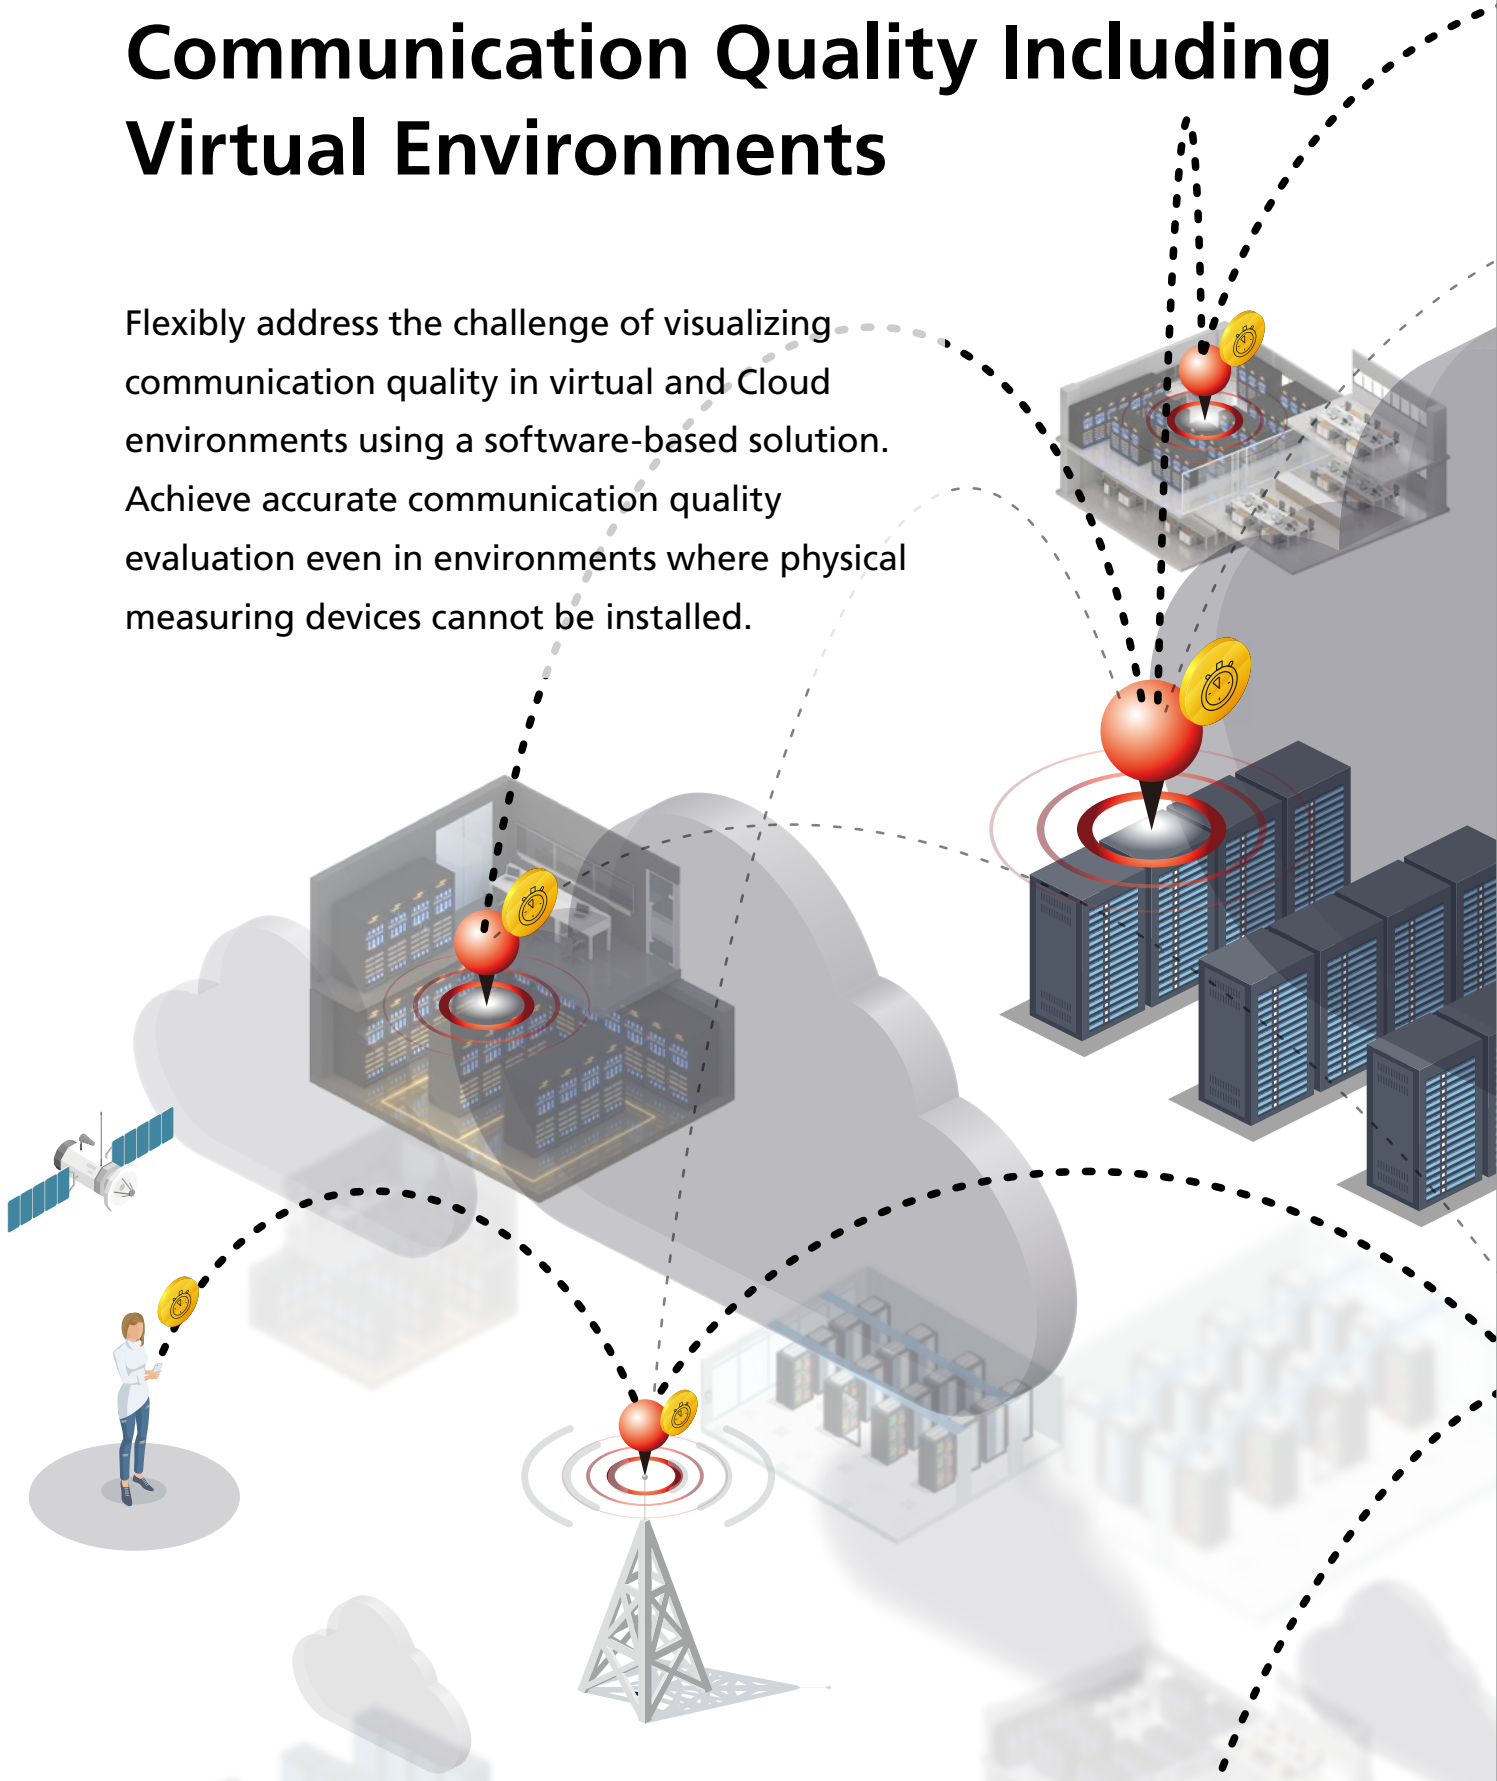 Communication Quality Including
Virtual Environments
Flexibly address the challenge of visualizing
communication quality in virtual and Cloud
environments using a software-based solution.
Achieve accurate communication quality
evaluation even in environments where physical
measuring devices cannot be installed.